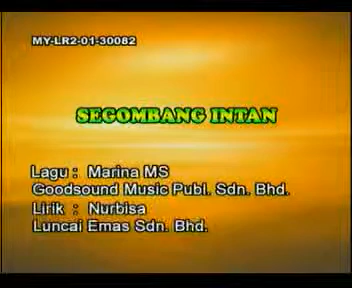 MY-LR2-01-30082
SEGOMBANG INTAN
Lagu : Marina MS
Goodsound Music Publ. Sdn. Bhd.
Lirik : Nurbisa
Luncai Emas Sdn. Bhd.